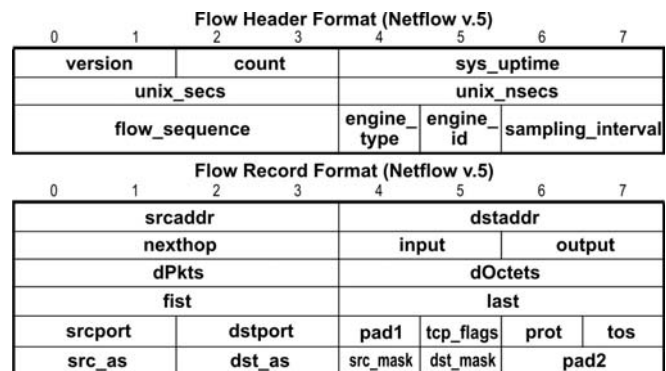 Flow Header Format (Netflow v.5)
0 1 2 3 4 5 6 7
version count sys_uptime
unix_secs unix_nsecs
flow_sequence engine_type engine_id sampling_interval
Flow Record Format (Netflow v.5)
0 1 2 3 4 5 6 7
srcaddr dstaddr
nexthop input output
dPkts dOctets
fist last
srcport dstport pad1 tcp_flags prot tos
src_as dst_as src_mask dst_mask pad2